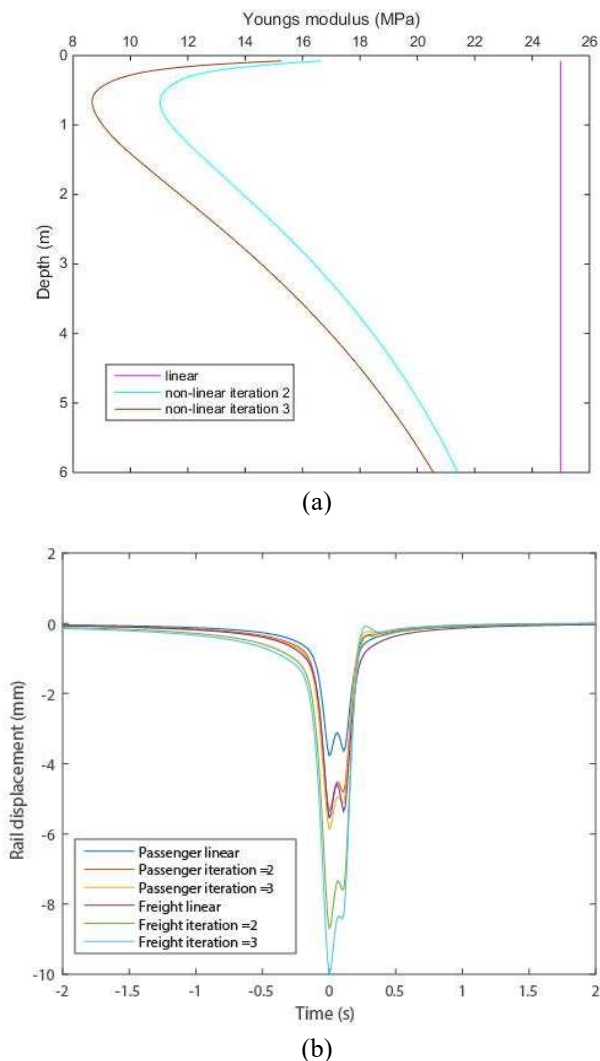 Youngs modulus (MPa)
8 10 12 14 16 18 20 22 24 26
0
1
2
3
4
5
6
Depth (m)
linear
non-linear iteration 2
non-linear iteration 3
(a)
2
0
-2
-4
-6
-8
-10
Rail displacement (mm)
Passenger linear
Passenger iteration =2
Passenger iteration =3
Freight linear
Freight iteration =2
Freight iteration =3
-2 -1.5 -1 -0.5 0 0.5 1 1.5 2
Time (s)
(b)